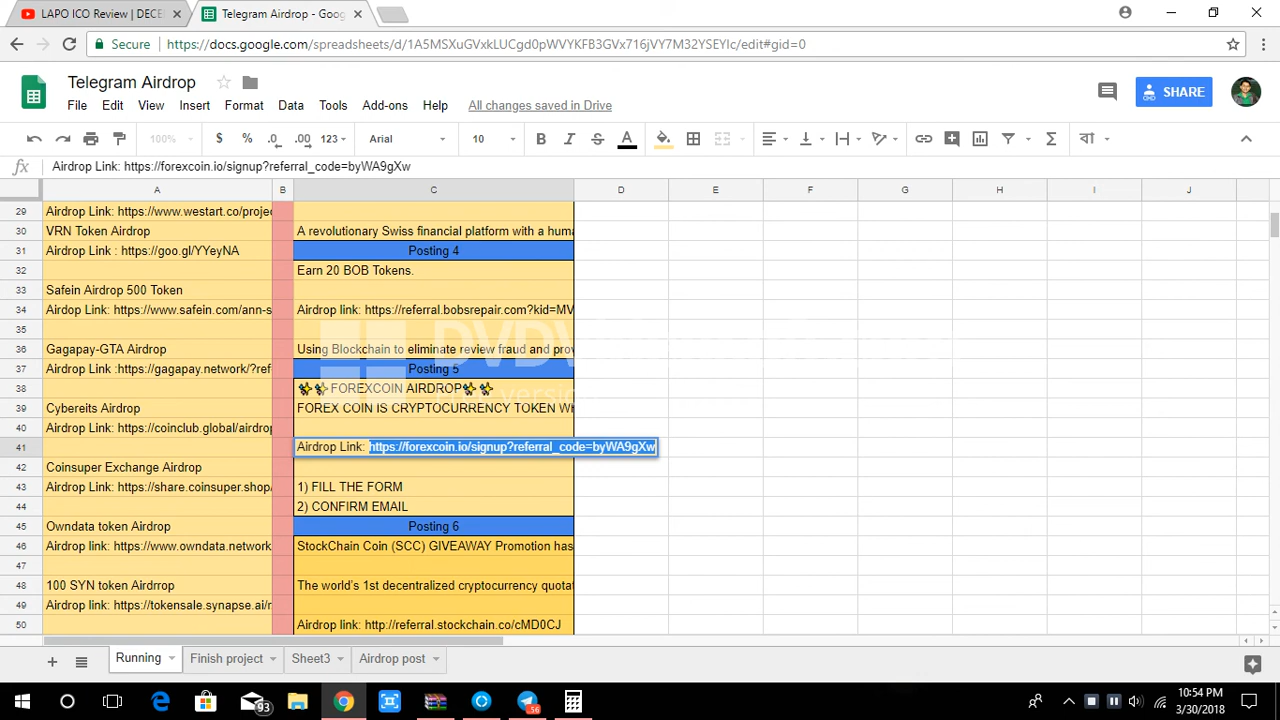 LAPO ICO Review | DECE
Telegram Airdrop - Goo
Secure
https://docs.google.com/spreadsheets/d/1A5MSXuGVxkLUCgd0pWVYKFB3GVx716jVY7M32YSEYIc/edit#gid=0
Telegram Airdrop
SHARE
File Edit View Insert Format Data Tools Add-ons Help All changes saved in Drive
100% $ % .0 .00 123 Arial 10 B I S A
fx Airdrop Link: https://forexcoin.io/signup?referral_code=byWA9gXw
A B C D E F G H I J
29 Airdrop Link: https://www.westart.co/projec
30 VRN Token Airdrop A revolutionary Swiss financial platform with a huma
31 Airdrop Link : https://goo.gl/YYeyNA Posting 4
32 Earn 20 BOB Tokens.
33 Safein Airdrop 500 Token
34 Airdop Link: https://www.safein.com/ann-s Airdrop link: https://referral.bobsrepair.com?kid=MV
35
36 Gagapay-GTA Airdrop Using Blockchain to eliminate review fraud and prov
37 Airdrop Link :https://gagapay.network/?ref Posting 5
38 FOREXCOIN AIRDROP
39 Cybereits Airdrop FOREX COIN IS CRYPTOCURRENCY TOKEN WH
40 Airdrop Link: https://coinclub.global/airdrop
41 Airdrop Link: https://forexcoin.io/signup?referral_code=byWA9gXw
42 Coinsuper Exchange Airdrop
43 Airdrop Link: https://share.coinsuper.shop/ 1) FILL THE FORM
44 2) CONFIRM EMAIL
45 Owndata token Airdrop Posting 6
46 Airdrop link: https://www.owndata.network StockChain Coin (SCC) GIVEAWAY Promotion has
47
48 100 SYN token Airdrrop The world's 1st decentralized cryptocurrency quotat
49 Airdrop link: https://tokensale.synapse.ai/r
50 Airdrop link: http://referral.stockchain.co/cMD0CJ
Running Finish project Sheet3 Airdrop post
93
56
10:54 PM
3/30/2018